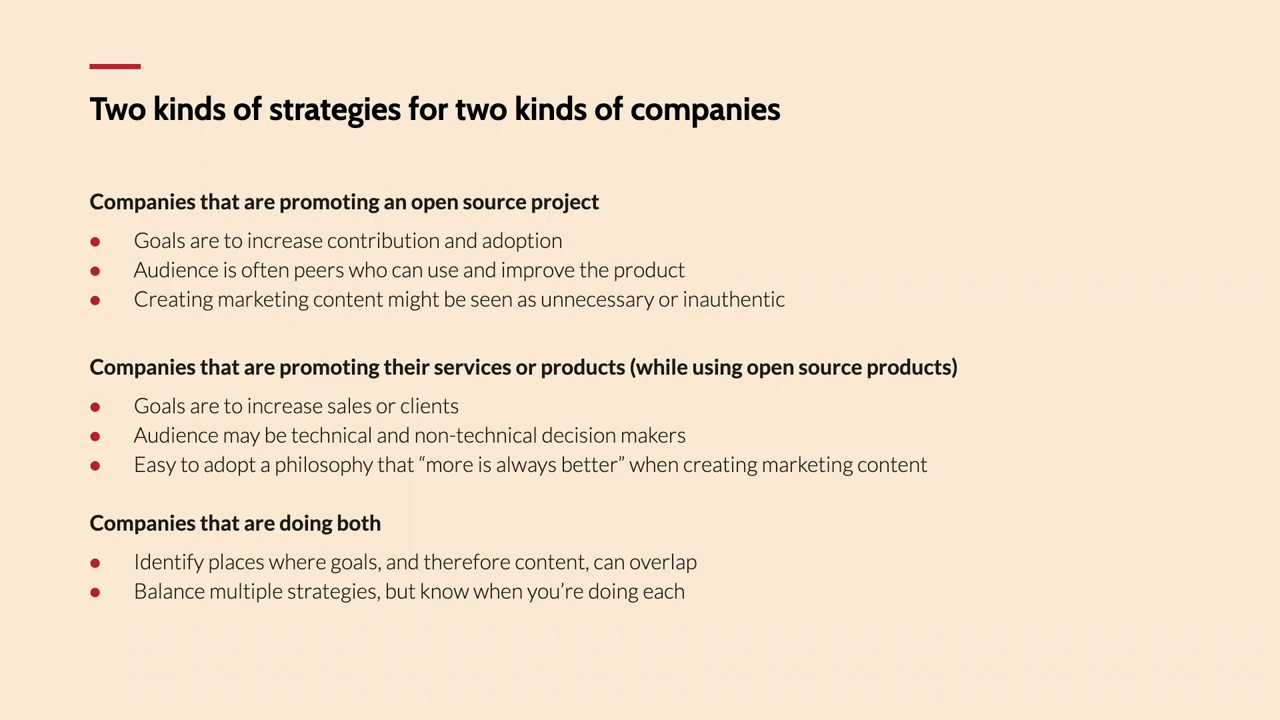 Two kinds of strategies for two kinds of companies
Companies that are promoting an open source project
● Goals are to increase contribution and adoption
● Audience is often peers who can use and improve the product
● Creating marketing content might be seen as unnecessary or inauthentic
Companies that are promoting their services or products (while using open source products)
● Goals are to increase sales or clients
● Audience may be technical and non-technical decision makers
● Easy to adopt a philosophy that “more is always better” when creating marketing content
Companies that are doing both
● Identify places where goals, and therefore content, can overlap
● Balance multiple strategies, but know when you’re doing each